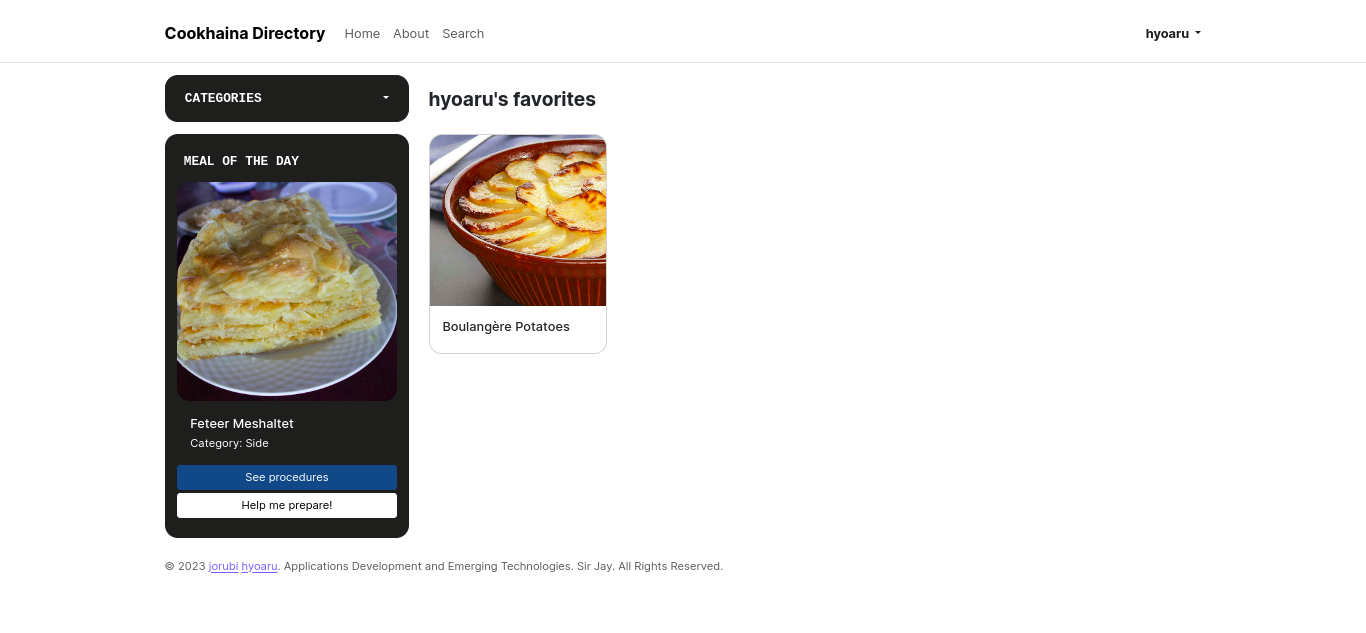 Cookhaina Directory Home About Search hyoaru
CATEGORIES
MEAL OF THE DAY
Feteer Meshaltet
Category: Side
See procedures
Help me prepare!
hyoaru's favorites
Boulangère Potatoes
© 2023 jorubi hyoaru. Applications Development and Emerging Technologies. Sir Jay. All Rights Reserved.